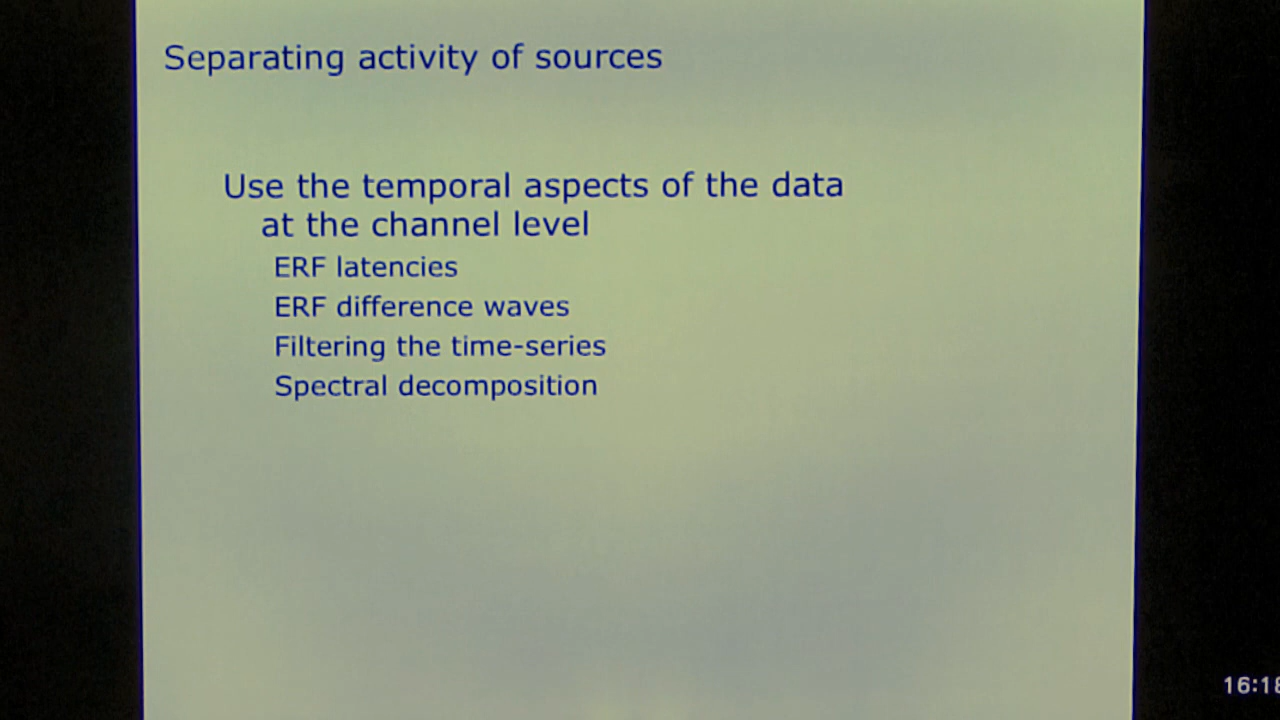 Separating activity of sources
Use the temporal aspects of the data
at the channel level
ERF latencies
ERF difference waves
Filtering the time-series
Spectral decomposition
16:18